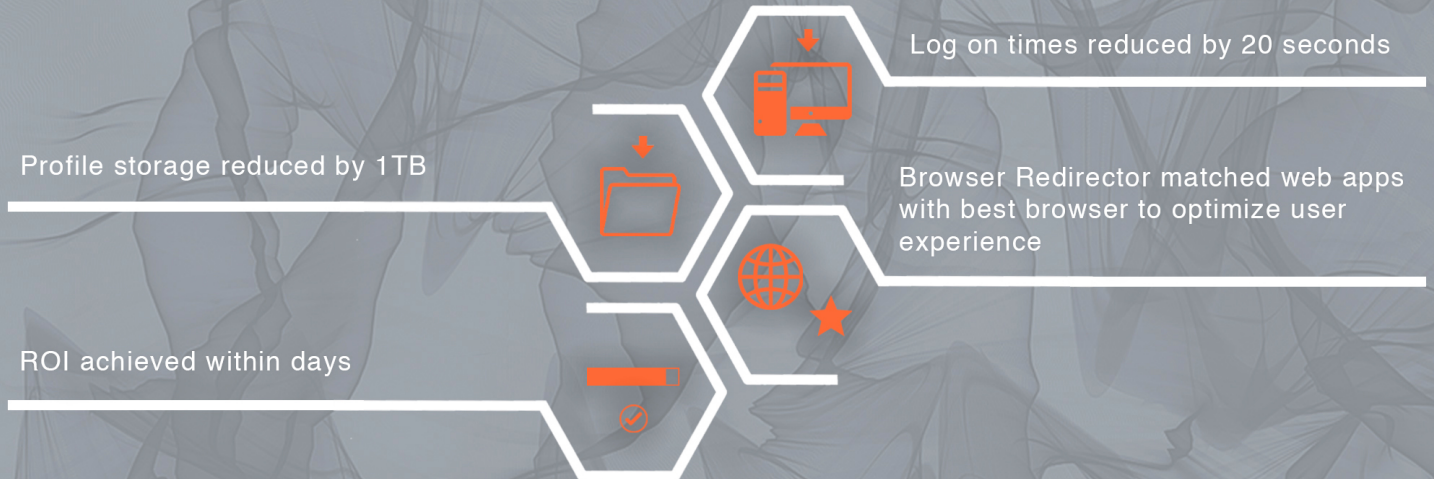 Log on times reduced by 20 seconds
Profile storage reduced by 1TB
Browser Redirector matched web apps
with best browser to optimize user
experience
ROI achieved within days